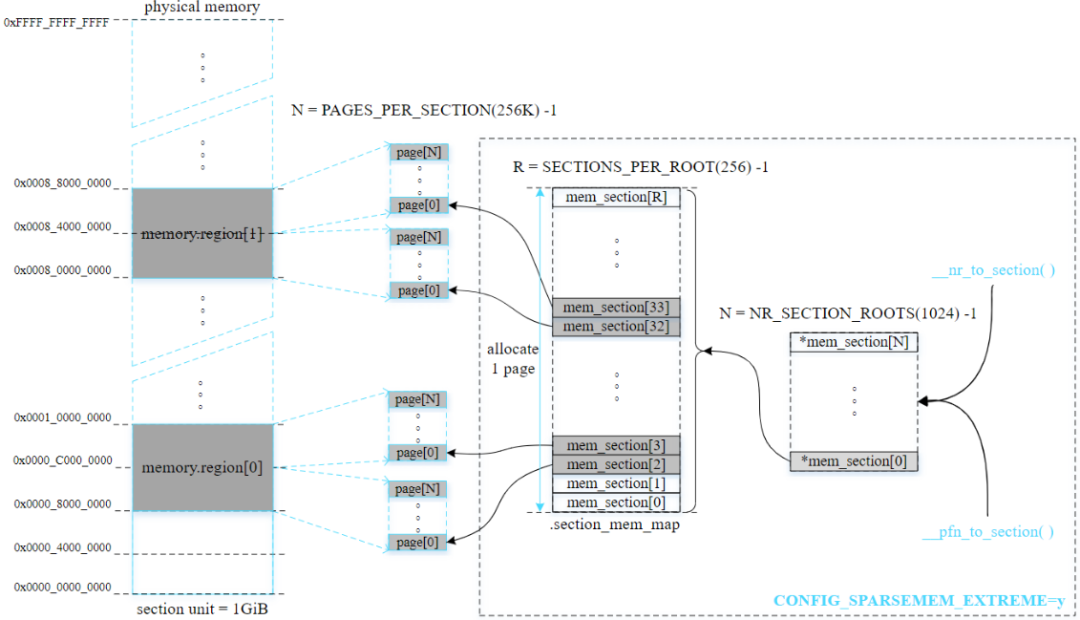 physical memory
0xFFFF_FFFF_FFFF
N = PAGES_PER_SECTION(256K) -1
page[N]
page[0]
page[N]
page[0]
0x0008_8000_0000
0x0008_4000_0000
0x0008_0000_0000
memory.region[1]
R = SECTIONS_PER_ROOT(256) -1
mem_section[R]
mem_section[33]
mem_section[32]
allocate
1 page
mem_section[3]
mem_section[2]
mem_section[1]
mem_section[0]
.section_mem_map
__nr_to_section( )
N = NR_SECTION_ROOTS(1024) -1
*mem_section[N]
*mem_section[0]
__pfn_to_section( )
page[N]
page[0]
page[N]
page[0]
0x0001_0000_0000
0x0000_C000_0000
0x0000_8000_0000
0x0000_4000_0000
0x0000_0000_0000
memory.region[0]
section unit = 1GiB
CONFIG_SPARSEMEM_EXTREME=y